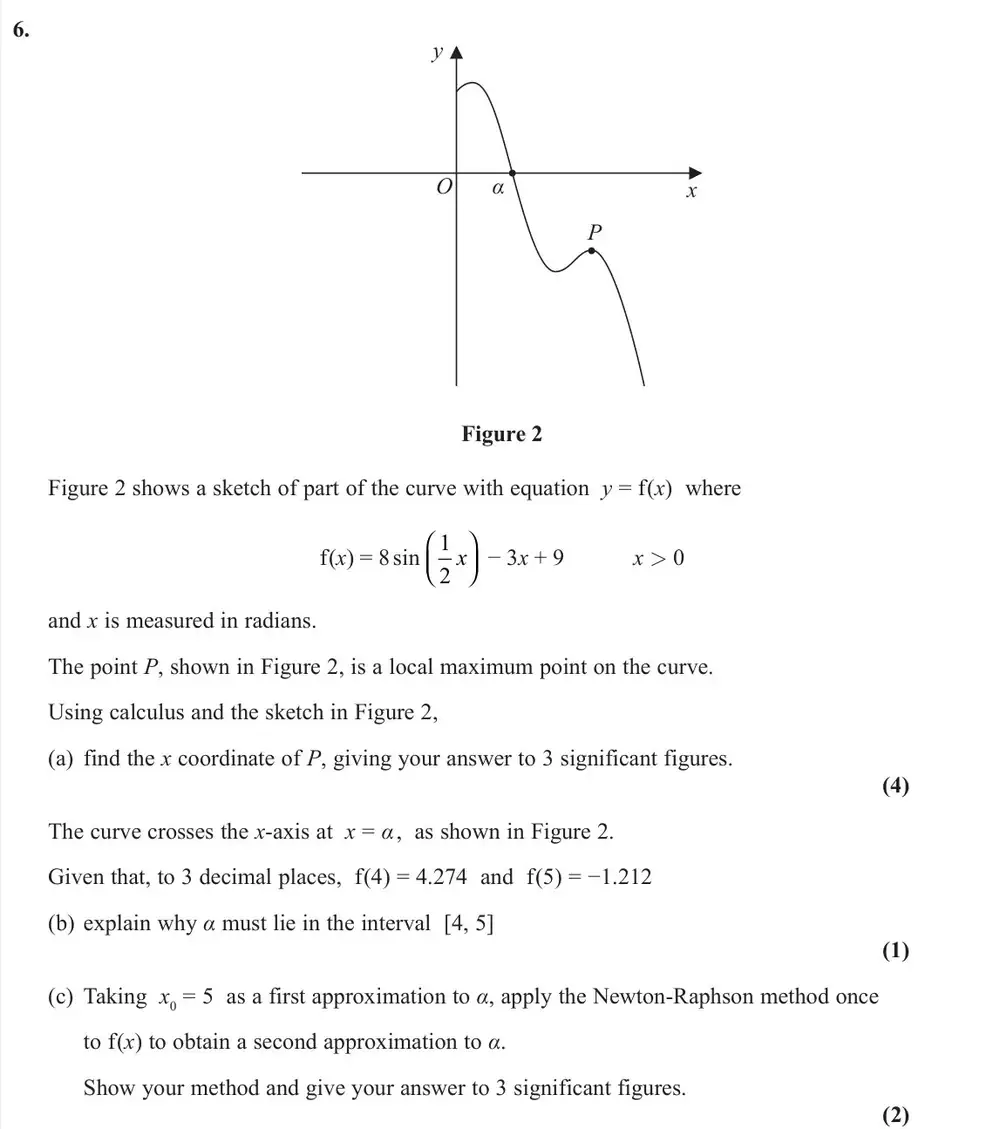 6.
y
O
α
x
P
Figure 2
Figure 2 shows a sketch of part of the curve with equation y = f(x) where
f(x) = 8 sin(1/2 x) − 3x + 9 x > 0
and x is measured in radians.
The point P, shown in Figure 2, is a local maximum point on the curve.
Using calculus and the sketch in Figure 2,
(a) find the x coordinate of P, giving your answer to 3 significant figures.
(4)
The curve crosses the x-axis at x = α, as shown in Figure 2.
Given that, to 3 decimal places, f(4) = 4.274 and f(5) = −1.212
(b) explain why α must lie in the interval [4, 5]
(1)
(c) Taking x₀ = 5 as a first approximation to α, apply the Newton-Raphson method once
to f(x) to obtain a second approximation to α.
Show your method and give your answer to 3 significant figures.
(2)